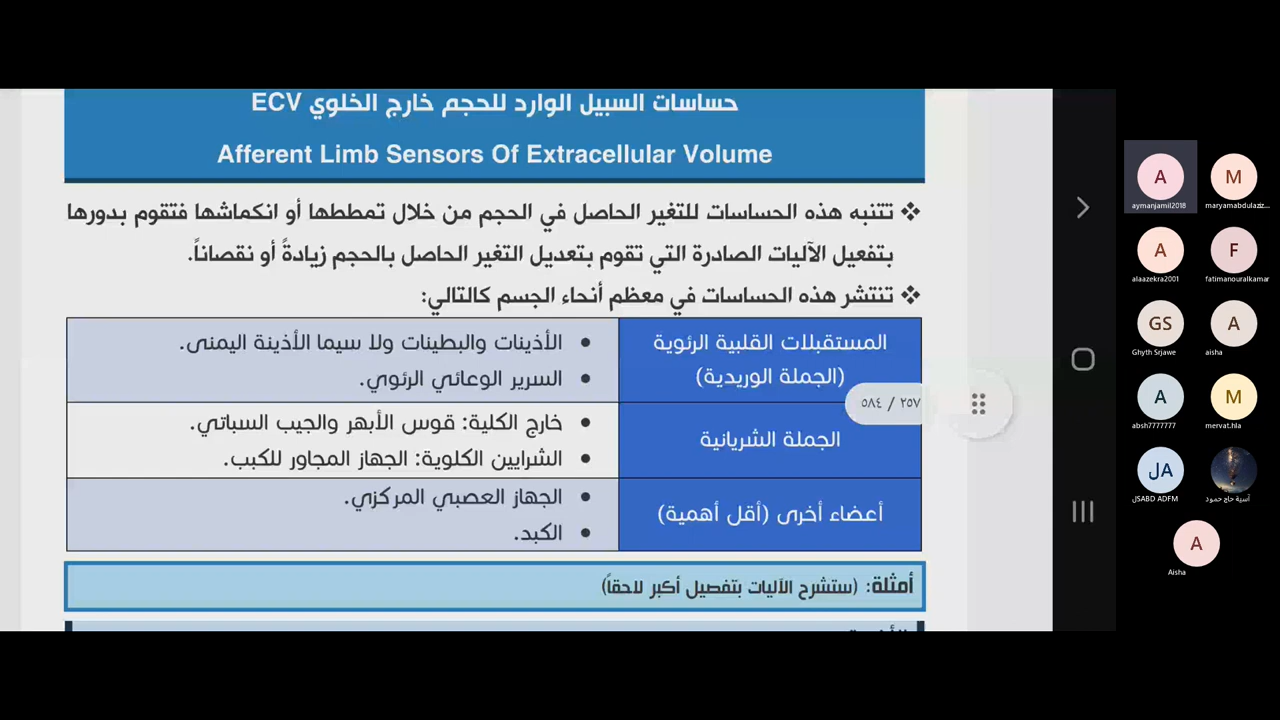 حساسات السبيل الوارد للحجم خارج الخلوي ECV
Afferent Limb Sensors Of Extracellular Volume
❖ تتنبه هذه الحساسات للتغير الحاصل في الحجم من خلال تمططها أو انكماشها فتقوم بدورها
بتفعيل الآليات الصادرة التي تقوم بتعديل التغير الحاصل بالحجم زيادةً أو نقصاناً.
❖ تنتشر هذه الحساسات في معظم أنحاء الجسم كالتالي:
المستقبلات القلبية الرئوية
(الجملة الوريدية)
• الأذينات والبطينات ولا سيما الأذينة اليمنى.
• السرير الوعائي الرئوي.
٢٥٧ / ٥٨٤
الجملة الشريانية
• خارج الكلية: قوس الأبهر والجيب السباتي.
• الشرايين الكلوية: الجهاز المجاور للكبب.
أعضاء أخرى (أقل أهمية)
• الجهاز العصبي المركزي.
• الكبد.
أمثلة: (ستشرح الآليات بتفصيل أكبر لاحقاً)
A
aymanjamil2018
M
maryamabdulaziz...
A
alaazekra2001
F
fatimanouralkamar
GS
Ghyth Srjawe
A
aisha
A
absh7777777
M
mervat.hla
JA
JSABD ADFM
آسية حاج حمود
A
Aisha